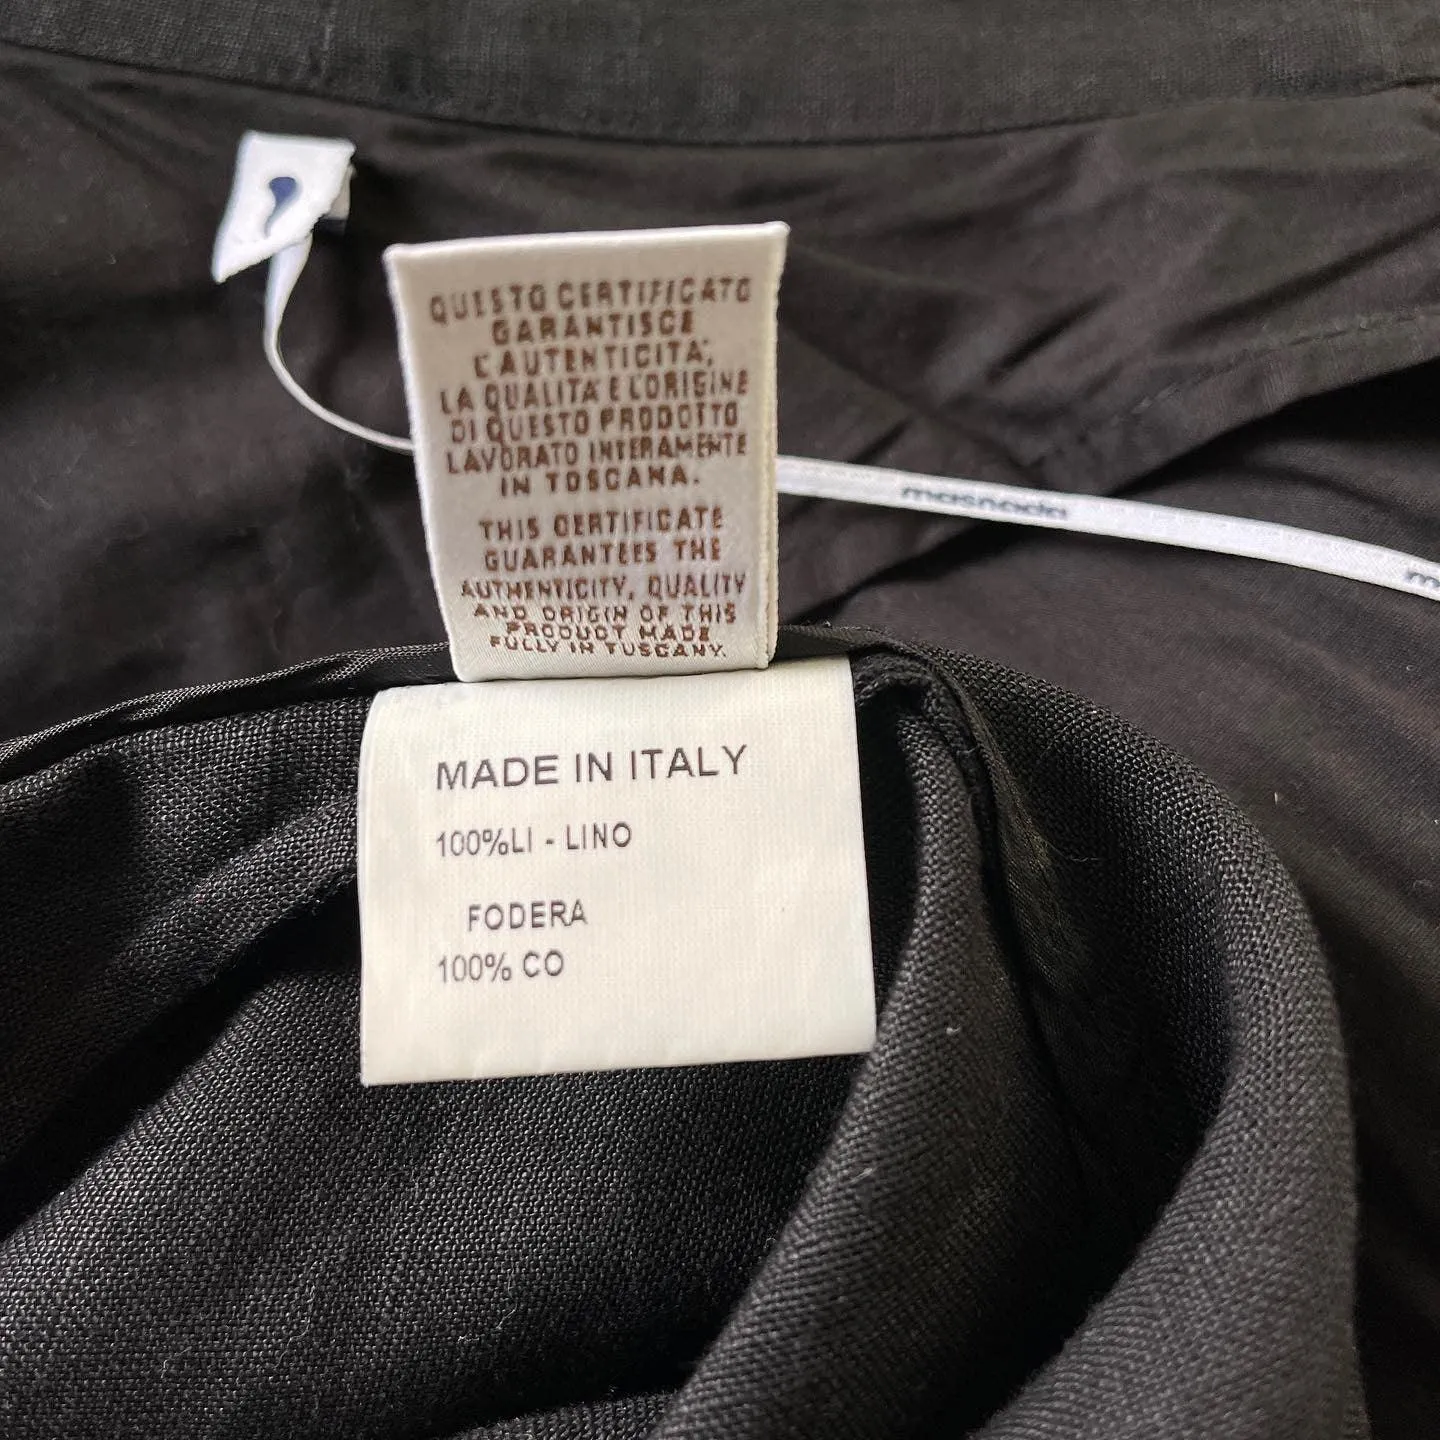 QUESTO CERTIFICATO
GARANTISCE
L'AUTENTICITA',
LA QUALITA' E L'ORIGINE
DI QUESTO PRODOTTO
LAVORATO INTERAMENTE
IN TOSCANA.
THIS CERTIFICATE
GUARANTEES THE
AUTHENTICITY, QUALITY
AND ORIGIN OF THIS
PRODUCT MADE
FULLY IN TUSCANY.
masnada
m
MADE IN ITALY
100%LI - LINO
FODERA
100% CO